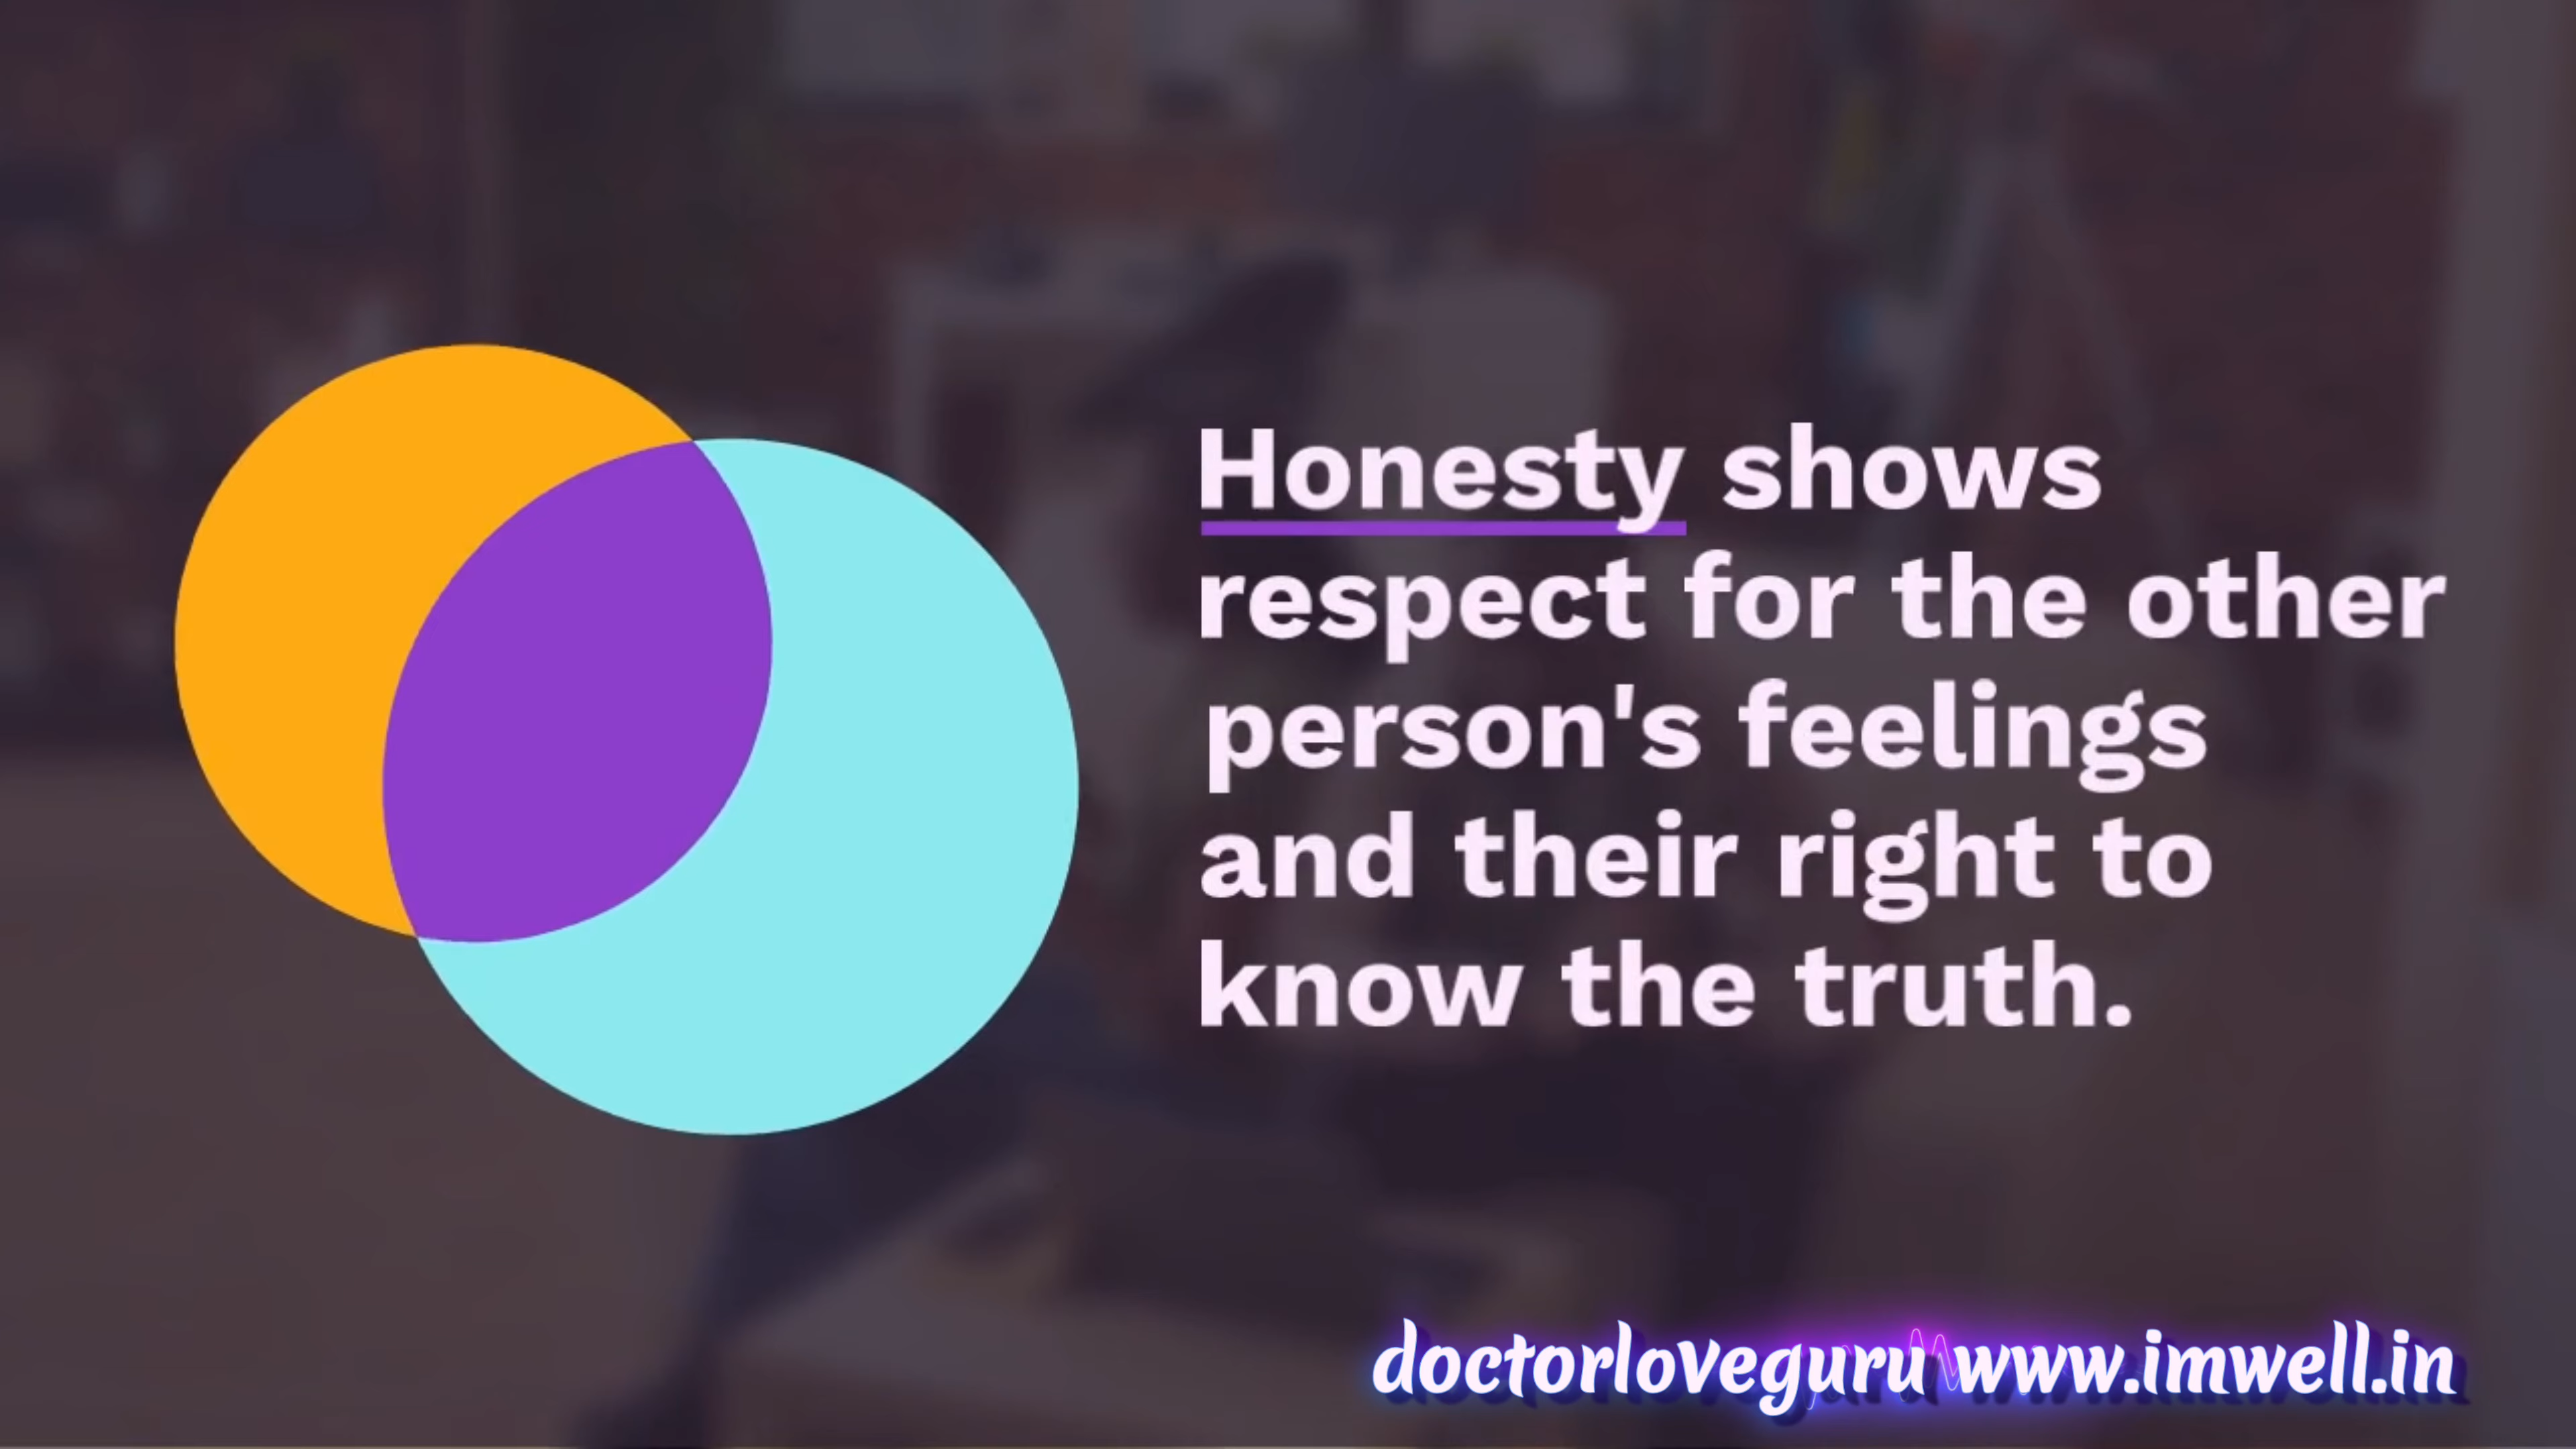 Honesty shows
respect for the other
person's feelings
and their right to
know the truth.
doctorloveguru www.imwell.in